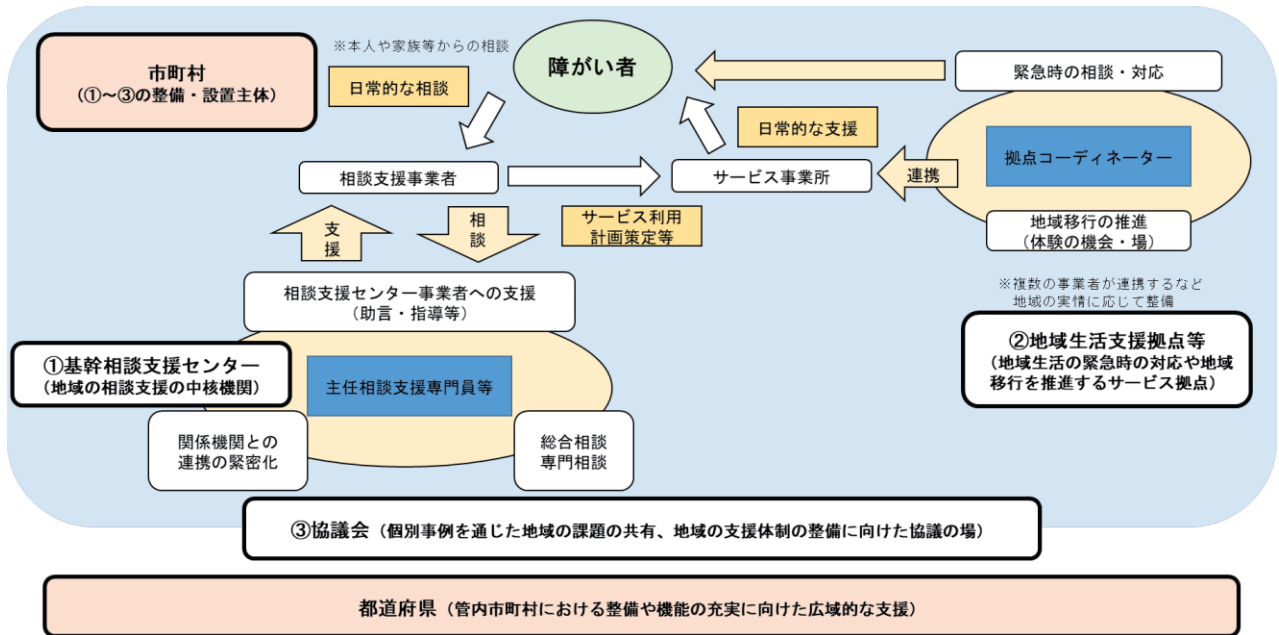 市町村
（①～③の整備・設置主体）
※本人や家族等からの相談
日常的な相談
障がい者
緊急時の相談・対応
日常的な支援
拠点コーディネーター
相談支援事業者
サービス事業所
連携
支援
相談
サービス利用
計画策定等
地域移行の推進
（体験の機会・場）
相談支援センター事業者への支援
（助言・指導等）
※複数の事業者が連携するなど
地域の実情に応じて整備
①基幹相談支援センター
（地域の相談支援の中核機関）
主任相談支援専門員等
②地域生活支援拠点等
（地域生活の緊急時の対応や地域
移行を推進するサービス拠点）
関係機関との
連携の緊密化
総合相談
専門相談
③協議会（個別事例を通じた地域の課題の共有、地域の支援体制の整備に向けた協議の場）
都道府県（管内市町村における整備や機能の充実に向けた広域的な支援）